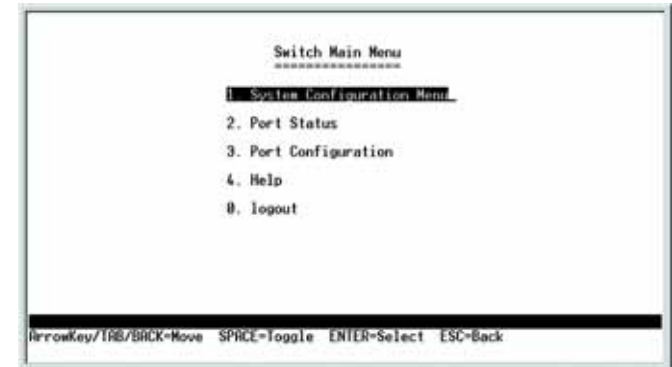 Switch Main Menu
================
1. System Configuration Menu_
2. Port Status
3. Port Configuration
4. Help
0. logout
ArrowKey/TAB/BACK=Move SPACE=Toggle ENTER=Select ESC=Back